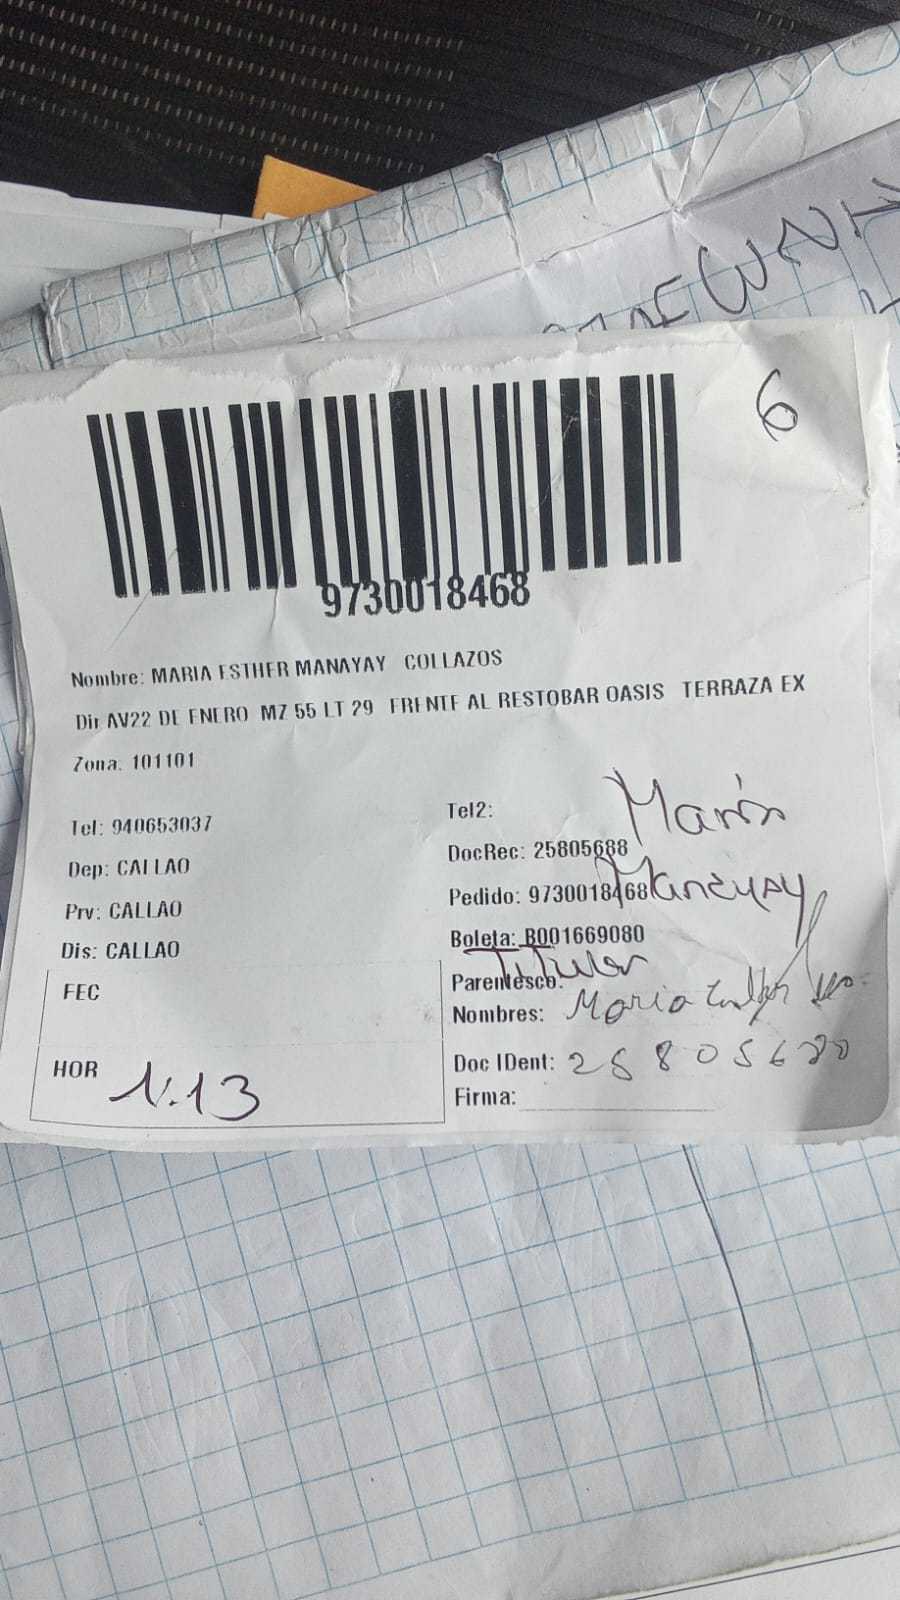 6
9730018468
Nombre: MARIA ESTHER MANAYAY COLLAZOS
Dir AV22 DE ENERO MZ 55 LT 29 FRENTE AL RESTOBAR OASIS TERRAZA EX
Zona: 101101
Tel: 940653037
Tel2:
Dep: CALLAO
DocRec: 25805688
Prv: CALLAO
Pedido: 9730018468
Manayay
Dis: CALLAO
Boleta: B001669080
Titular
FEC
Parentesco:
Nombres: Maria
HOR
Doc IDent:
Firma: